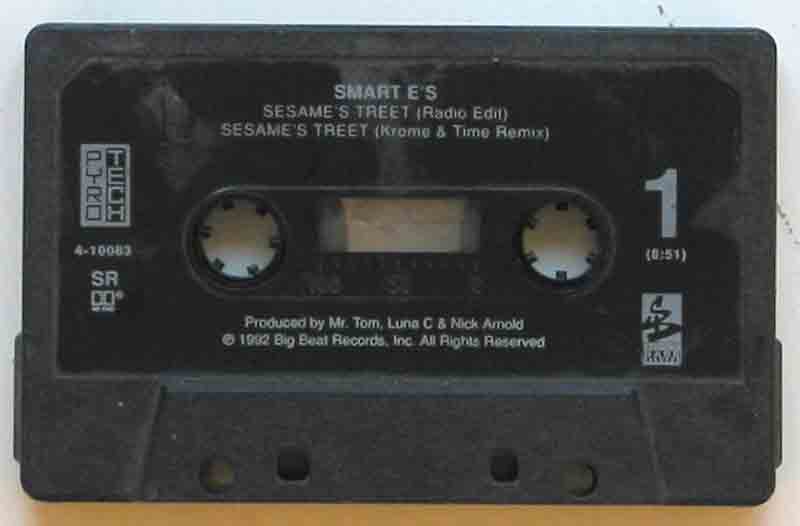 SMART E'S
SESAME'S TREET (Radio Edit)
SESAME'S TREET (Krome & Time Remix)
PYRO
TECH
1
4-10083
(8:51)
SR
Produced by Mr. Tom, Luna C & Nick Arnold
℗ 1992 Big Beat Records, Inc. All Rights Reserved